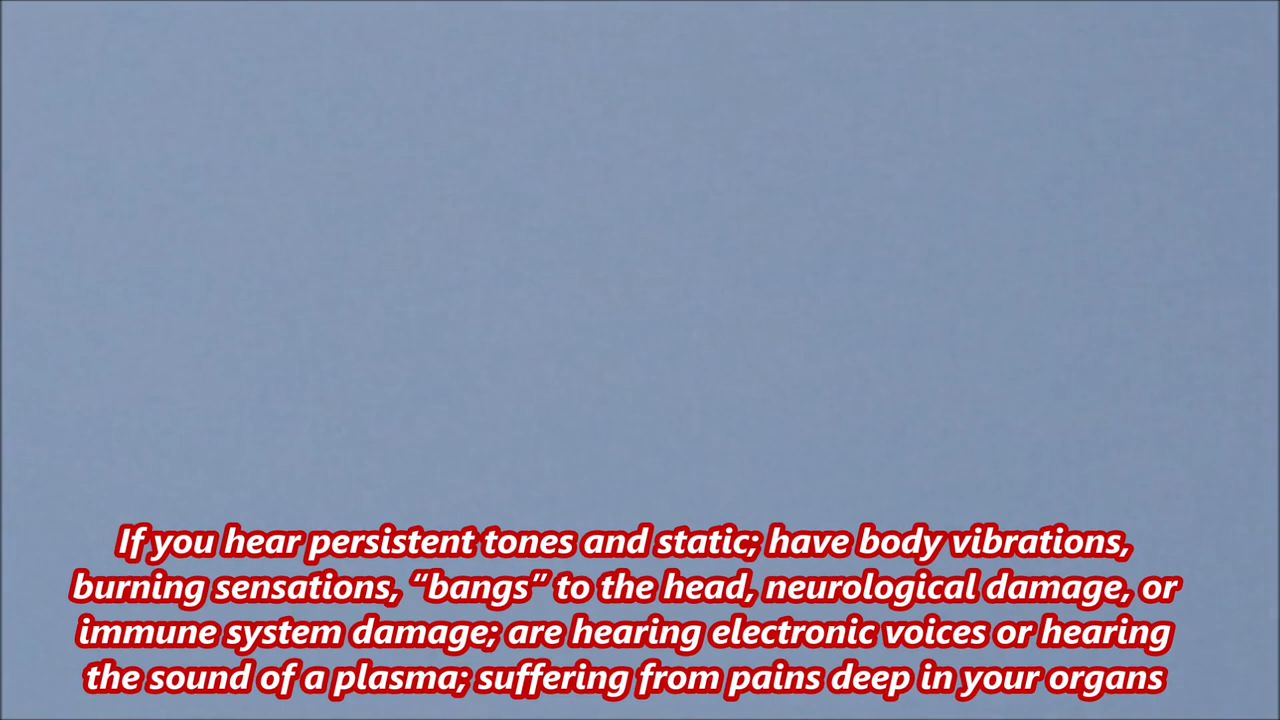 If you hear persistent tones and static; have body vibrations,
burning sensations, “bangs” to the head, neurological damage, or
immune system damage; are hearing electronic voices or hearing
the sound of a plasma; suffering from pains deep in your organs